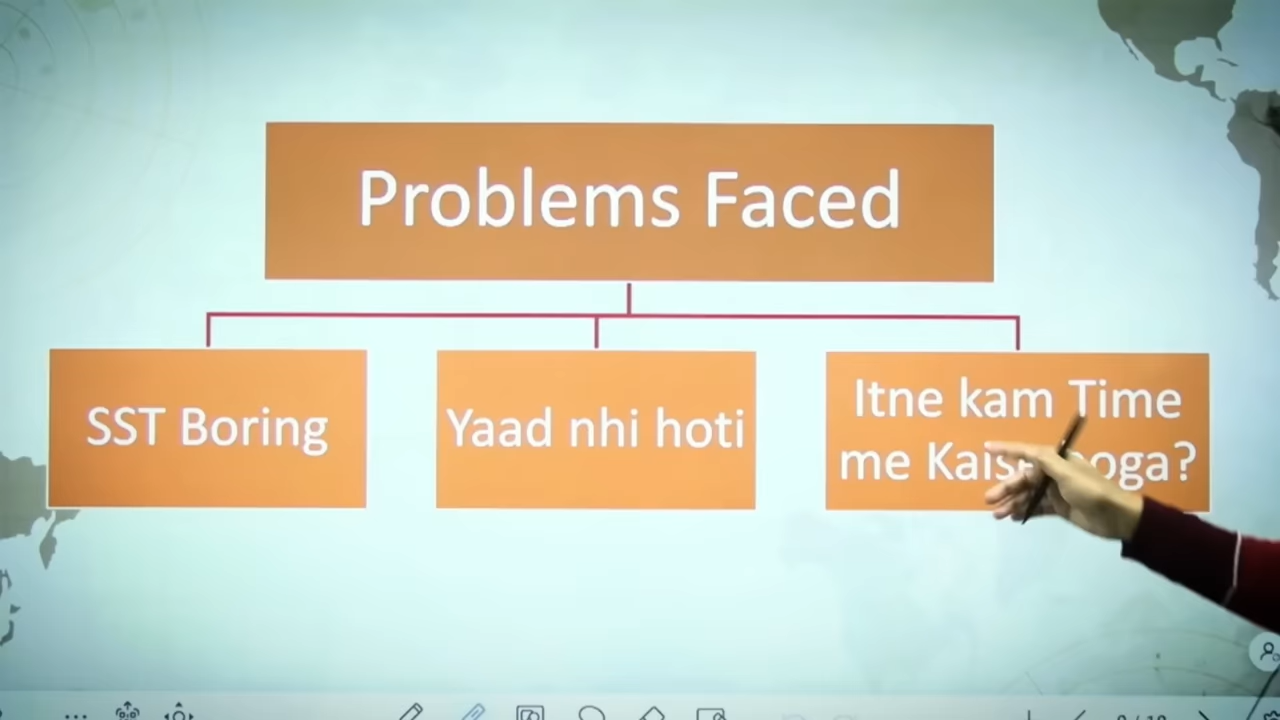 Problems Faced
SST Boring
Yaad nhi hoti
Itne kam Time
me